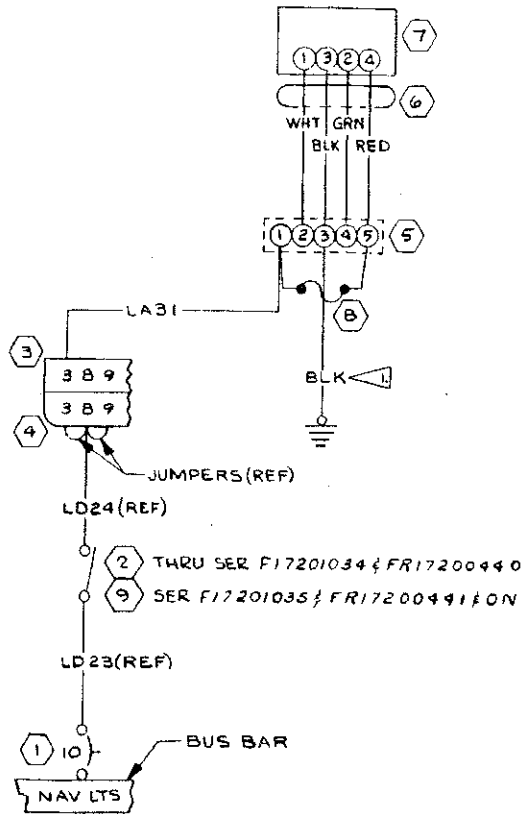 7
1 3 2 4
6
WHT GRN
BLK RED
1 2 3 4 5
5
8
LA31
BLK 1
3
3 8 9
3 8 9
4
JUMPERS (REF)
LD24 (REF)
2 THRU SER F17201034 & FR17200440
9 SER F17201035 & FR17200441 & ON
LD23 (REF)
1 10
BUS BAR
NAV LTS